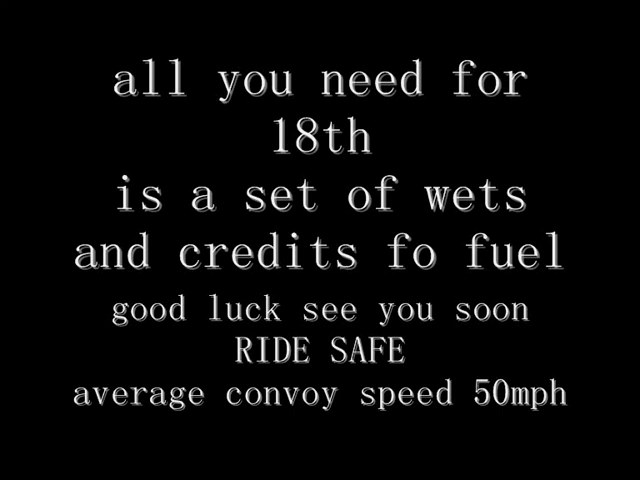 all you need for
18th
is a set of wets
and credits fo fuel
good luck see you soon
RIDE SAFE
average convoy speed 50mph